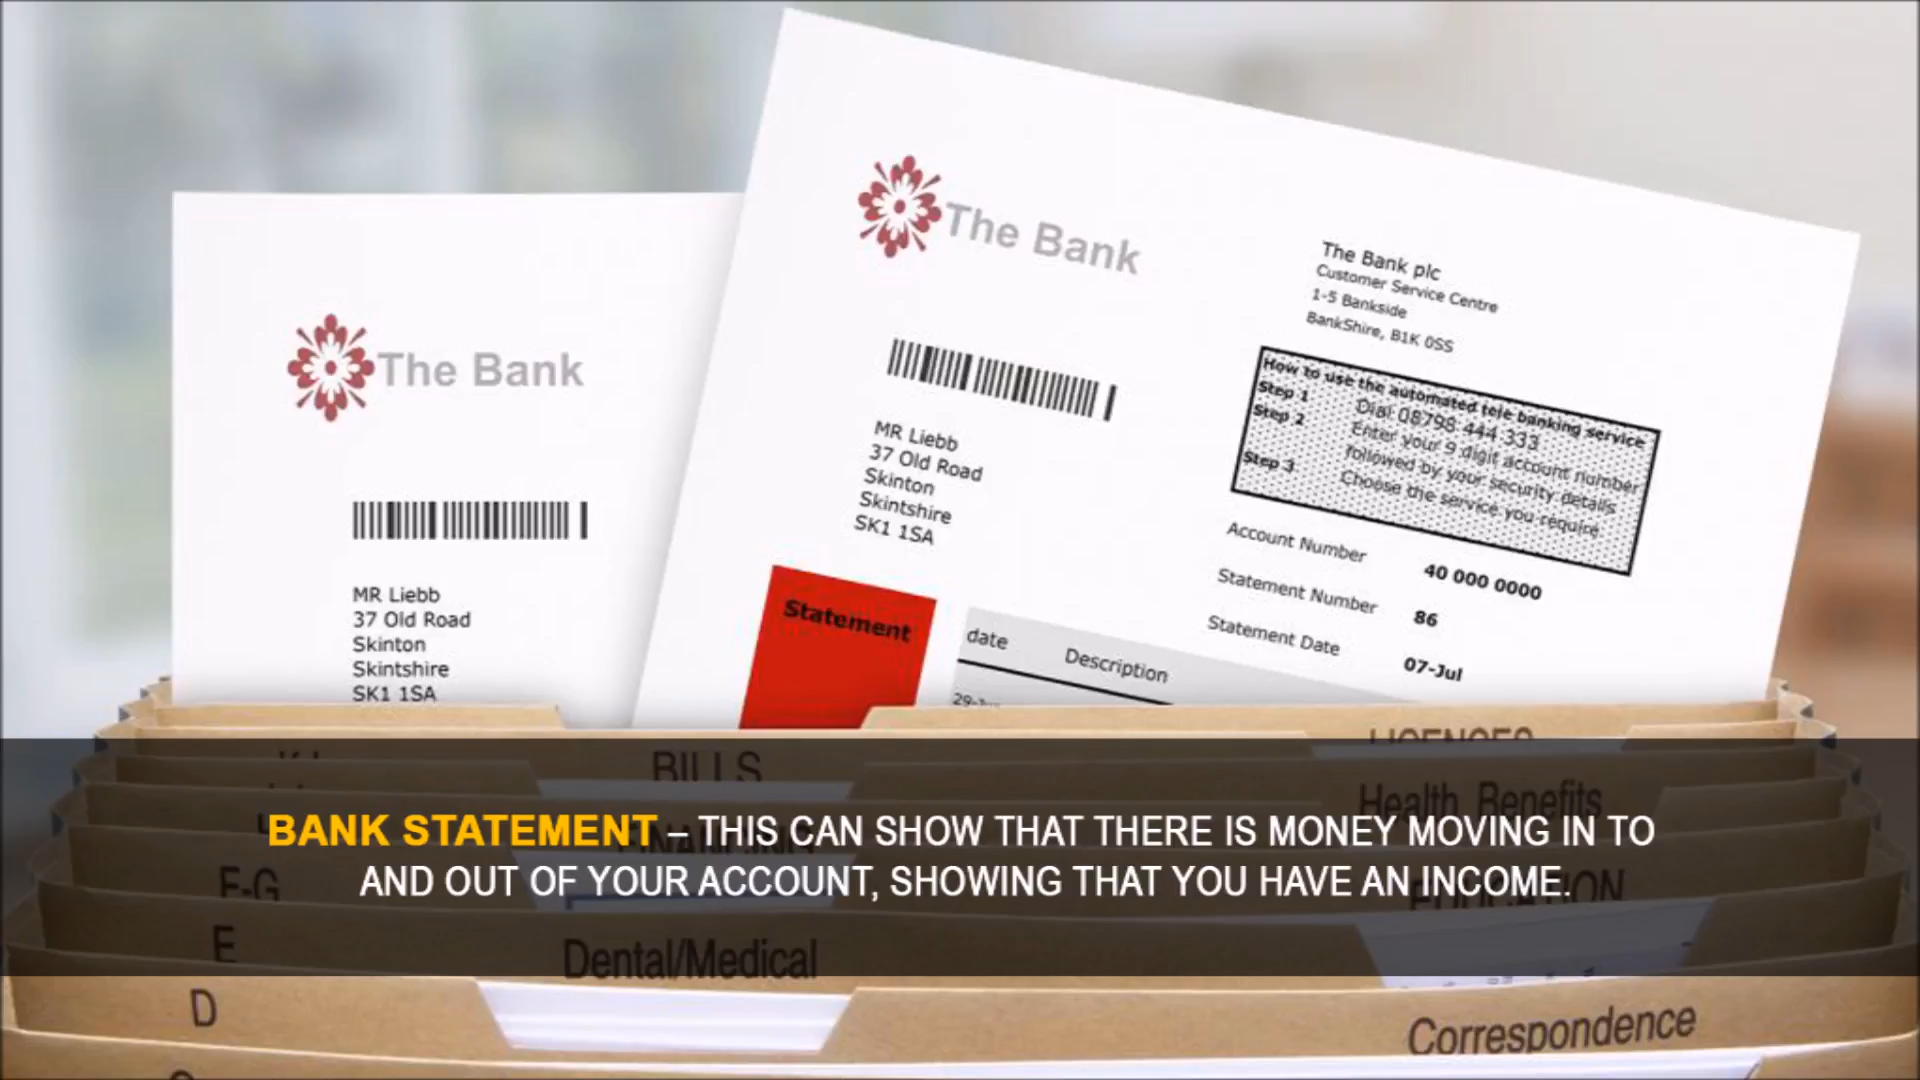 The Bank
The Bank plc
Customer Service Centre
1-5 Bankside
BankShire, B1K 0SS
How to use the automated tele banking service
Step 1 Dial 08798 444 333
Step 2 Enter your 9 digit account number
followed by your security details
Step 3 Choose the service you require
MR Liebb
37 Old Road
Skinton
Skintshire
SK1 1SA
Account Number 40 000 0000
Statement Number 86
Statement Date 07-Jul
Statement
date Description
The Bank
MR Liebb
37 Old Road
Skinton
Skintshire
SK1 1SA
LICENCES
BILLS
Health Benefits
BANK STATEMENT – THIS CAN SHOW THAT THERE IS MONEY MOVING IN TO
AND OUT OF YOUR ACCOUNT, SHOWING THAT YOU HAVE AN INCOME.
F-G
EDUCATION
E
Dental/Medical
D
Correspondence